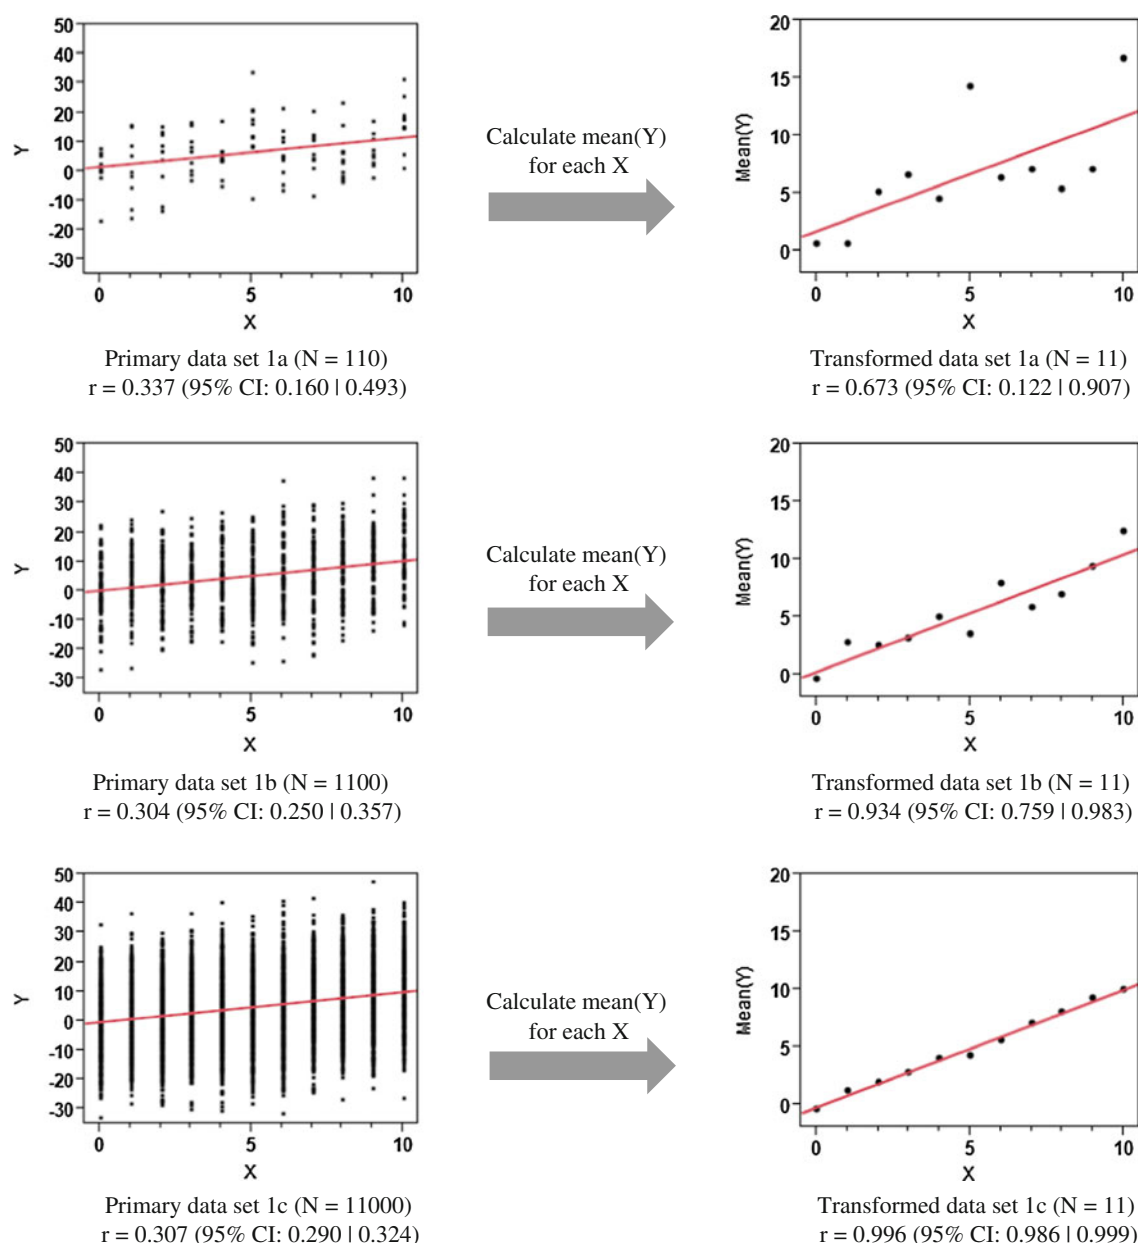 50
40
30
20
10
0
-10
-20
-30
Y
0 5 10
X
Calculate mean(Y)
for each X
20
15
10
5
0
Mean(Y)
0 5 10
X
Primary data set 1a (N = 110)
r = 0.337 (95% CI: 0.160 | 0.493)
Transformed data set 1a (N = 11)
r = 0.673 (95% CI: 0.122 | 0.907)
50
40
30
20
10
0
-10
-20
-30
Y
0 5 10
X
Calculate mean(Y)
for each X
20
15
10
5
0
Mean(Y)
0 5 10
X
Primary data set 1b (N = 1100)
r = 0.304 (95% CI: 0.250 | 0.357)
Transformed data set 1b (N = 11)
r = 0.934 (95% CI: 0.759 | 0.983)
50
40
30
20
10
0
-10
-20
-30
Y
0 5 10
X
Calculate mean(Y)
for each X
20
15
10
5
0
Mean(Y)
0 5 10
X
Primary data set 1c (N = 11000)
r = 0.307 (95% CI: 0.290 | 0.324)
Transformed data set 1c (N = 11)
r = 0.996 (95% CI: 0.986 | 0.999)